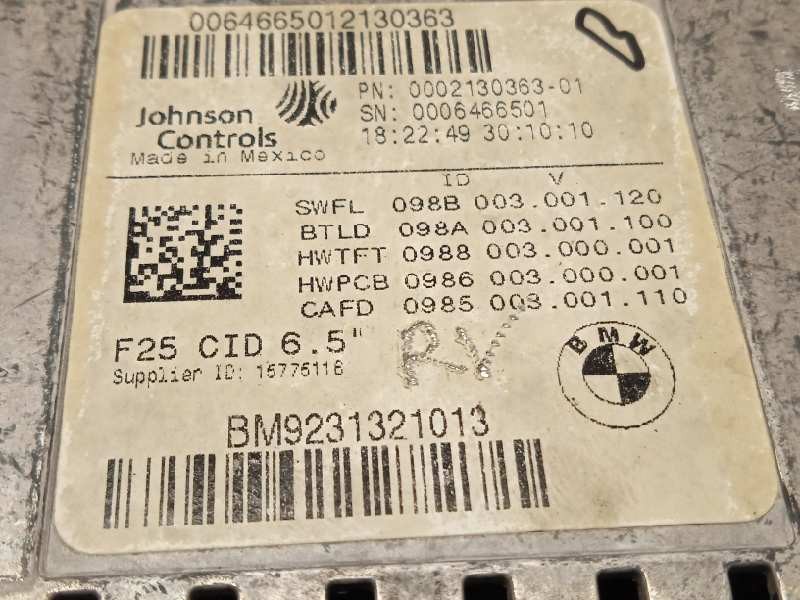 0064665012130363
Johnson
Controls
Made in Mexico
PN: 0002130363-01
SN: 0006466501
18:22:49 30:10:10
ID V
SWFL 098B 003.001.120
BTLD 098A 003.001.100
HWTFT 0988 003.000.001
HWPCB 0986 003.000.001
CAFD 0985 003.001.110
F25 CID 6.5"
Supplier ID: 15775116
RV
BMW
BM9231321013